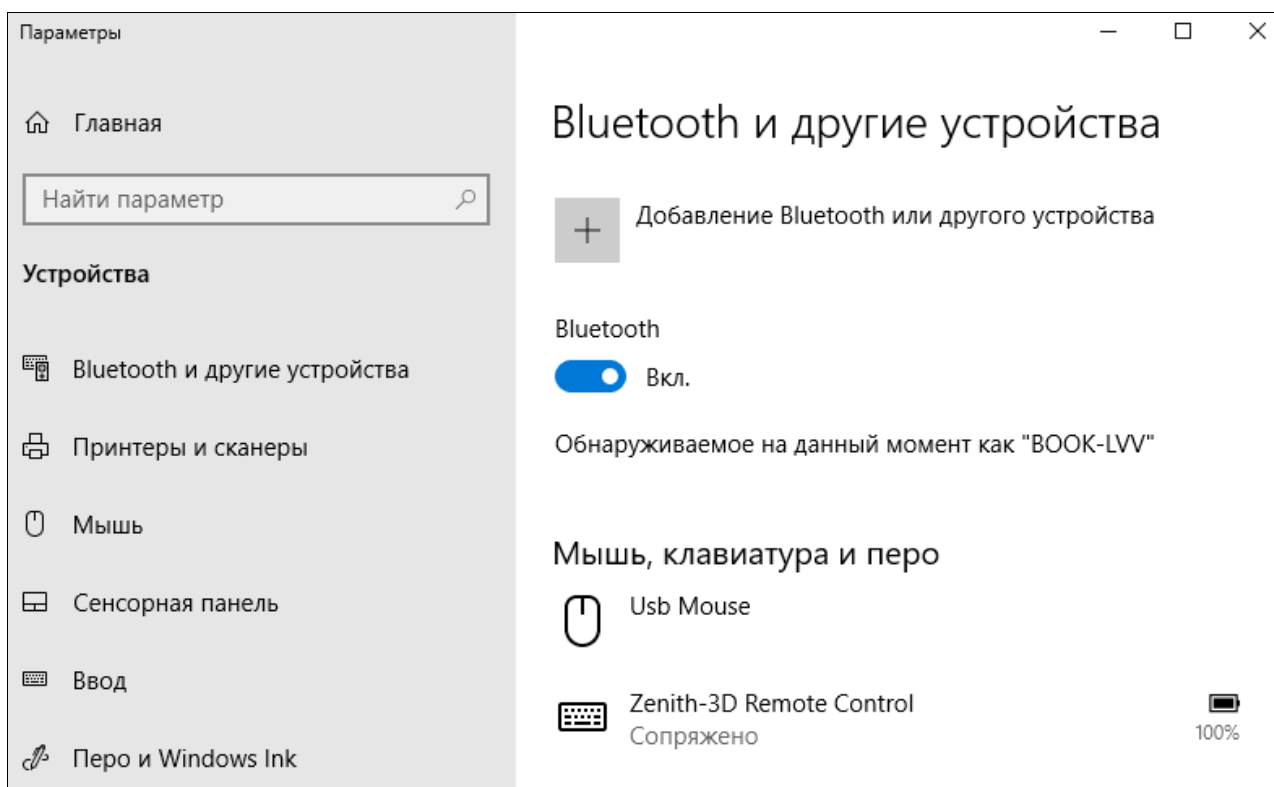 Параметры
Главная
Найти параметр
Устройства
Bluetooth и другие устройства
Принтеры и сканеры
Мышь
Сенсорная панель
Ввод
Перо и Windows Ink
Bluetooth и другие устройства
Добавление Bluetooth или другого устройства
Bluetooth
Вкл.
Обнаруживаемое на данный момент как "BOOK-LVV"
Мышь, клавиатура и перо
Usb Mouse
Zenith-3D Remote Control
Сопряжено
100%